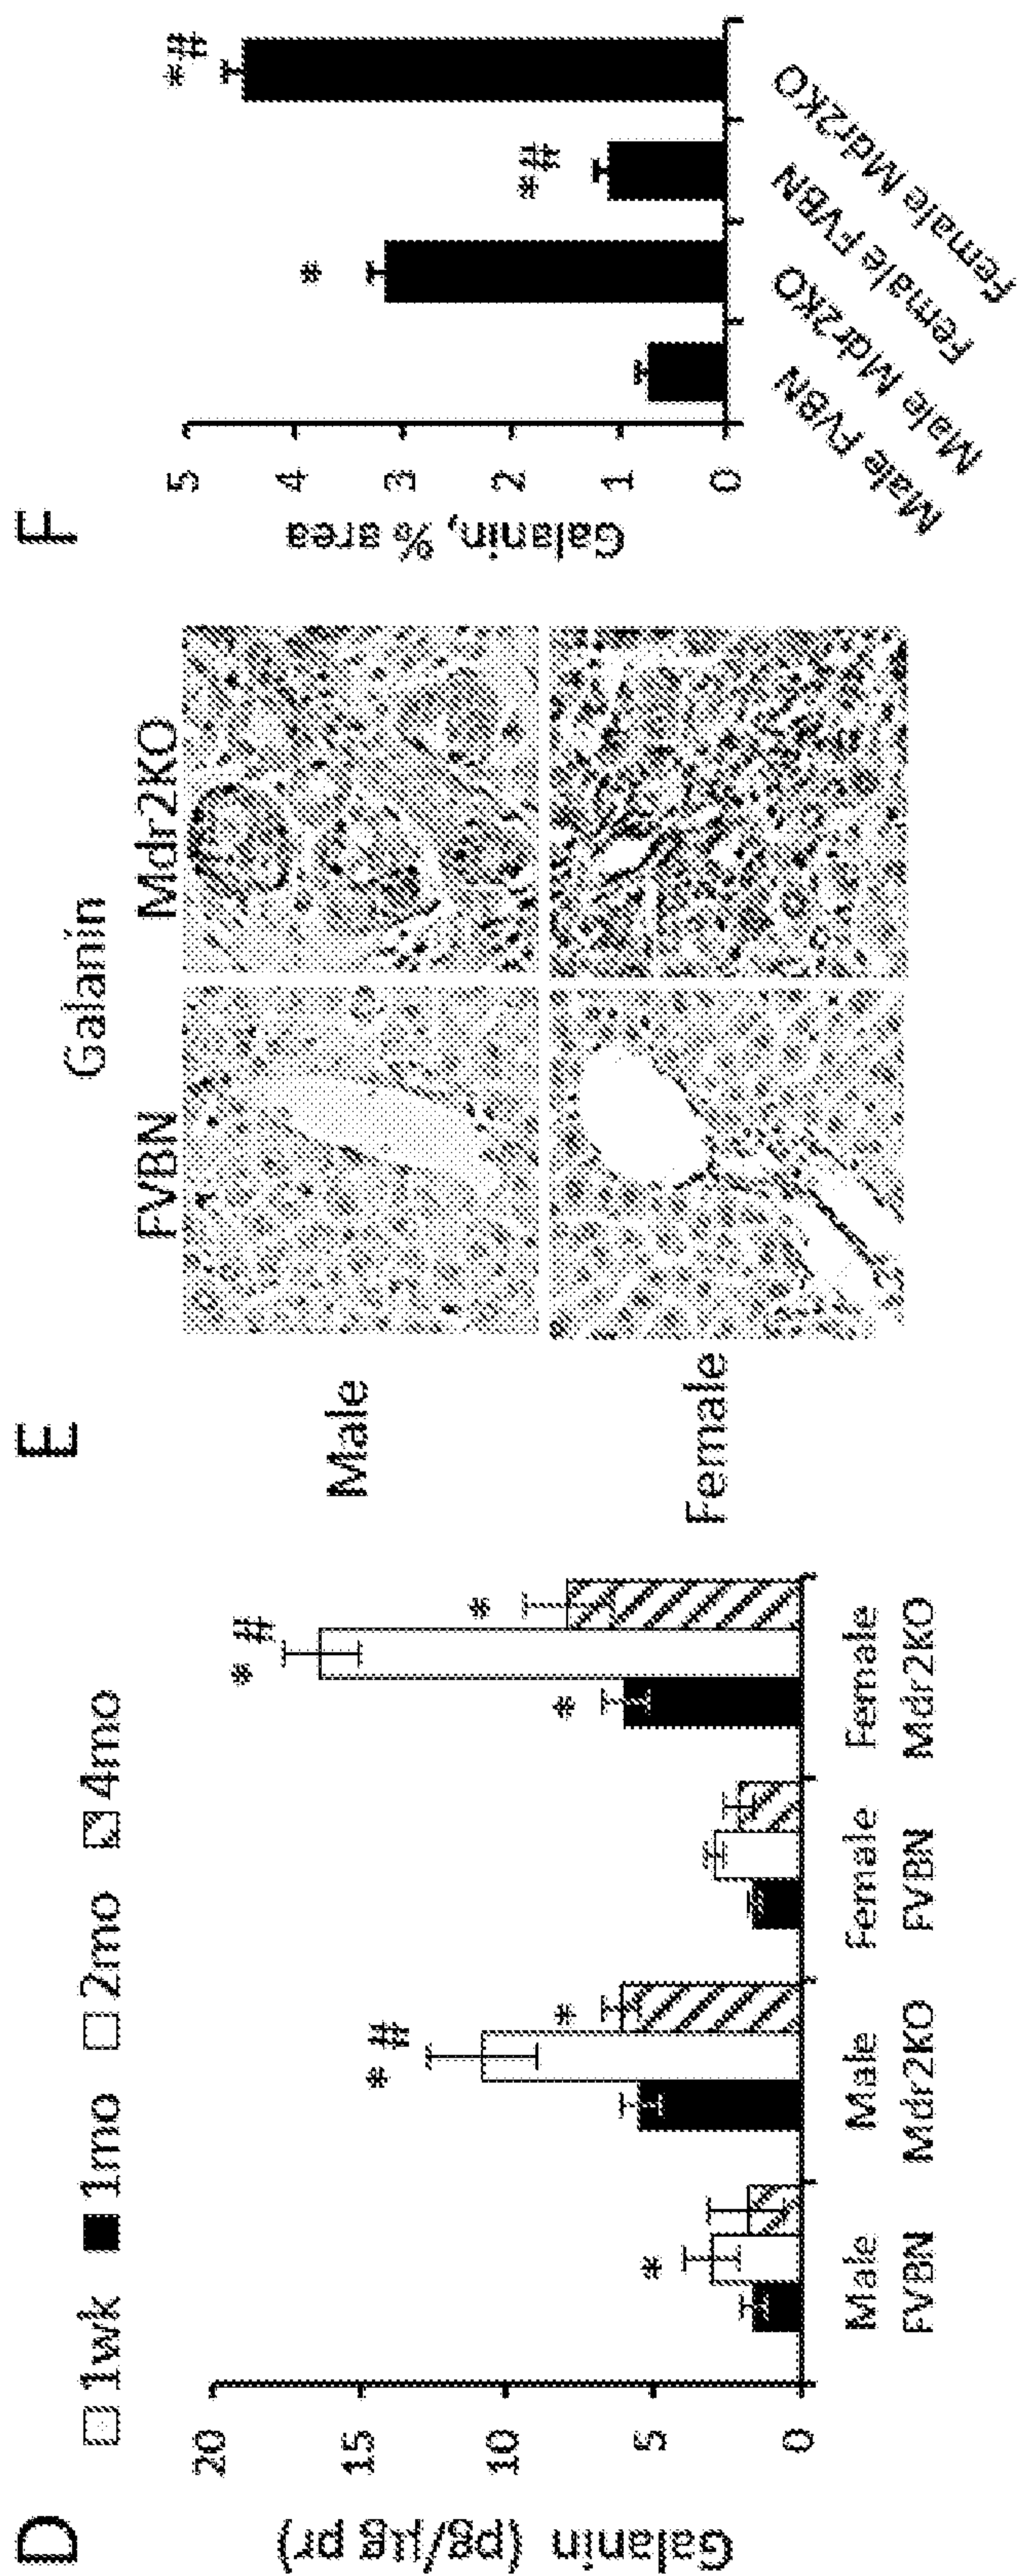 D
1wk 1mo 2mo 4mo
Galanin (pg/μg pr)
20
15
10
5
0
*
* #
*
*
* #
*
Male FVBN
Male Mdr2KO
Female FVBN
Female Mdr2KO
E
Galanin
FVBN Mdr2KO
Male
Female
F
Galanin, % area
5
4
3
2
1
0
*
*#
*#
Male FVBN
Male Mdr2KO
Female FVBN
Female Mdr2KO